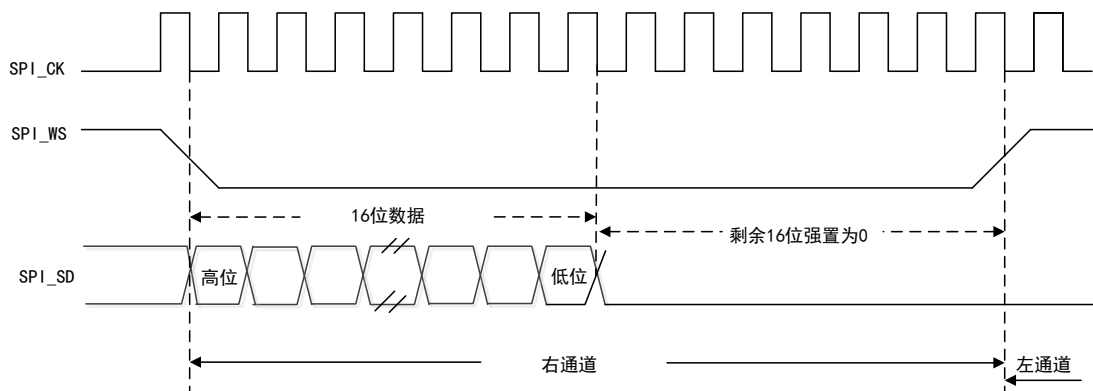 SPI_CK
SPI_WS
16位数据
剩余16位强置为0
SPI_SD
高位
低位
右通道
左通道